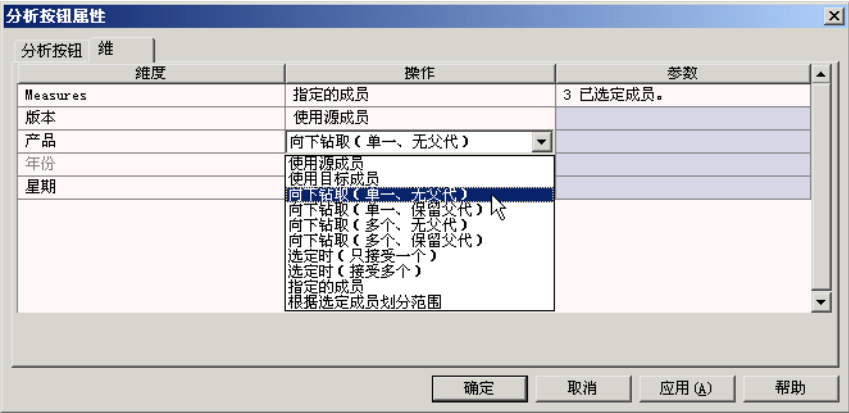 分析按钮属性
分析按钮 维
维度 操作 参数
Measures 指定的成员 3 已选定成员。
版本 使用源成员
产品 向下钻取(单一、无父代)
年份 使用源成员
使用目标成员
星期 向下钻取(单一、无父代)
向下钻取(单一、保留父代)
向下钻取(多个、无父代)
向下钻取(多个、保留父代)
选定时(只接受一个)
选定时(接受多个)
指定的成员
根据选定成员划分范围
确定 取消 应用(A) 帮助